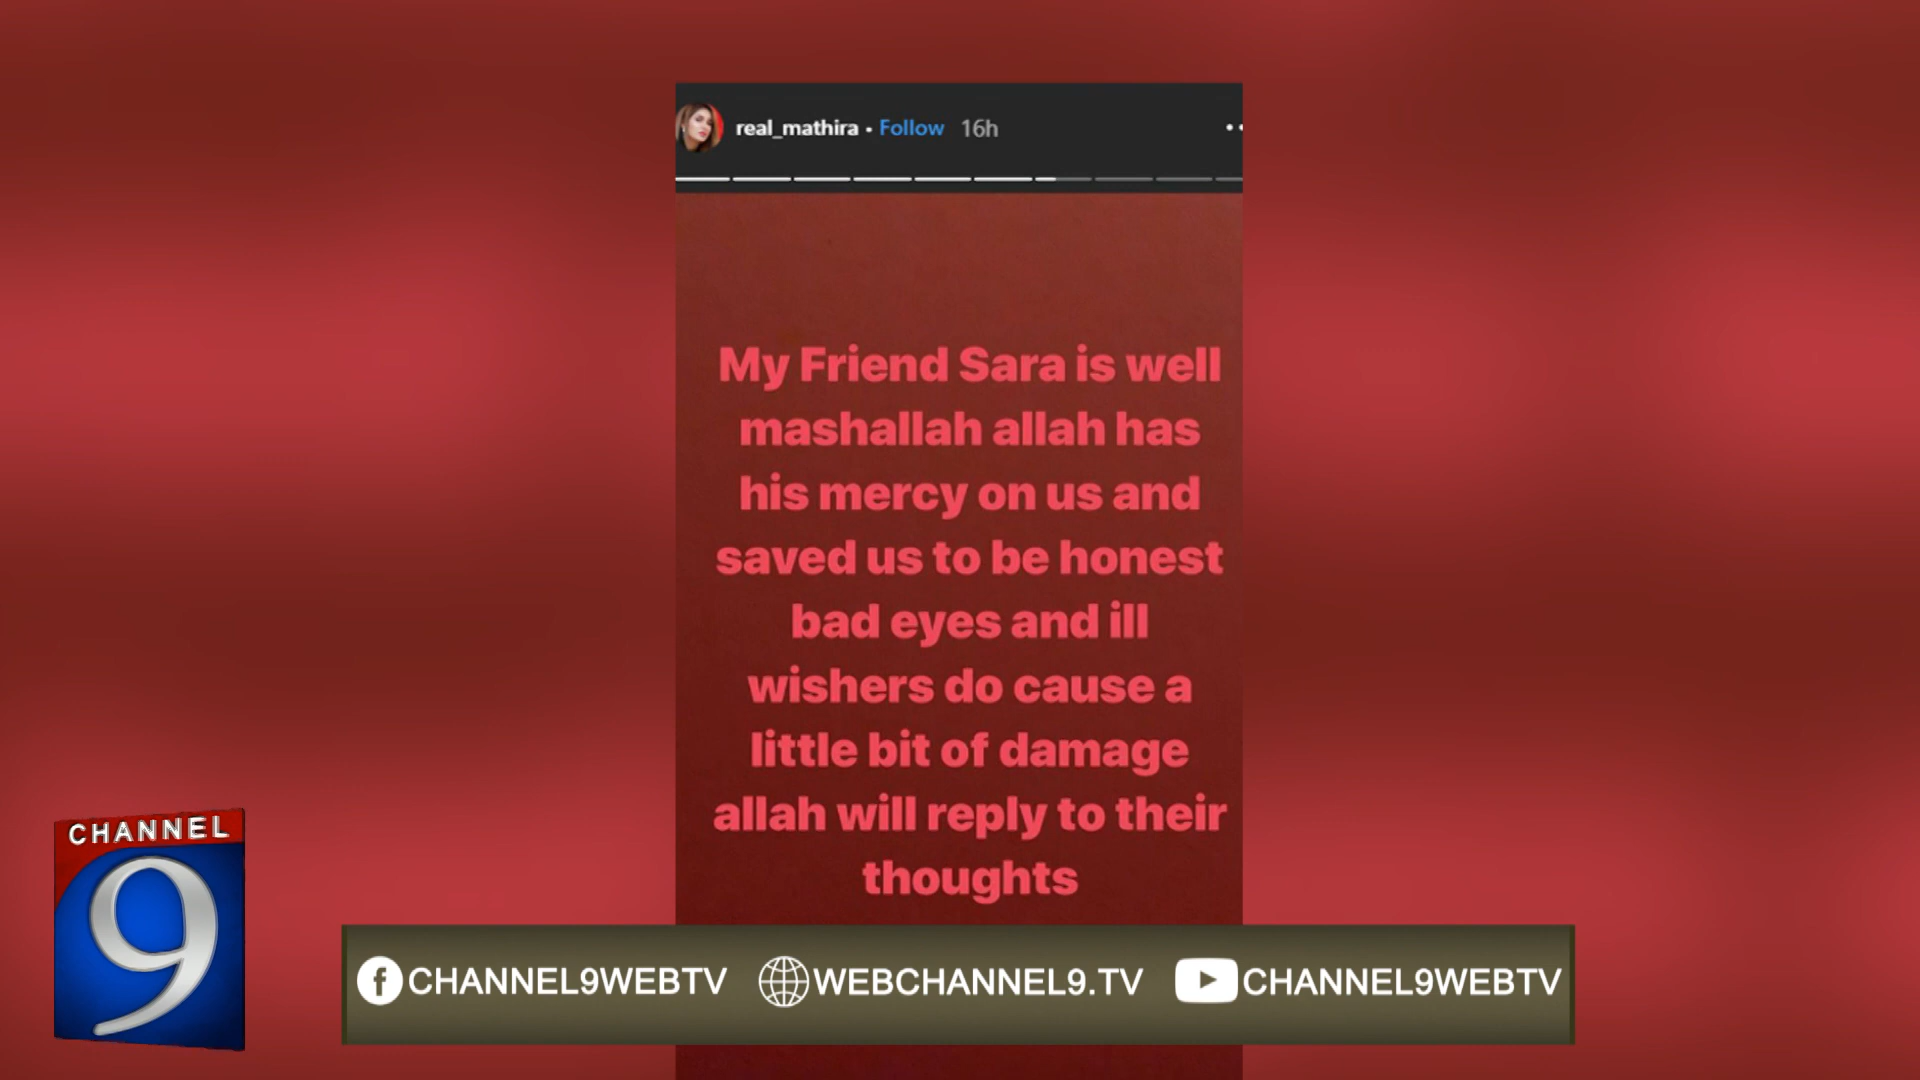 real_mathira • Follow 16h
My Friend Sara is well
mashallah allah has
his mercy on us and
saved us to be honest
bad eyes and ill
wishers do cause a
little bit of damage
allah will reply to their
thoughts
CHANNEL
9
CHANNEL9WEBTV WEBCHANNEL9.TV CHANNEL9WEBTV